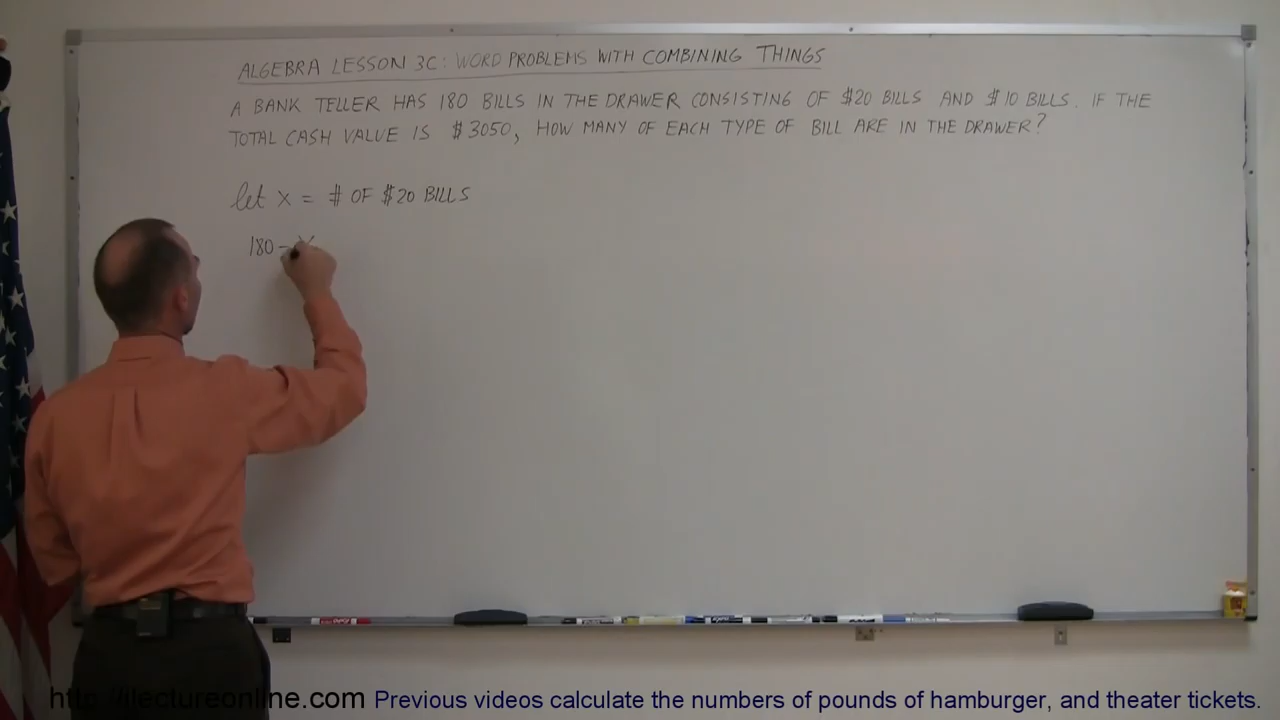 ALGEBRA LESSON 3C: WORD PROBLEMS WITH COMBINING THINGS
A BANK TELLER HAS 180 BILLS IN THE DRAWER CONSISTING OF $20 BILLS AND $10 BILLS. IF THE
TOTAL CASH VALUE IS $3050, HOW MANY OF EACH TYPE OF BILL ARE IN THE DRAWER?
let x = # OF $20 BILLS
180 - X
http://ilectureonline.com Previous videos calculate the numbers of pounds of hamburger, and theater tickets.